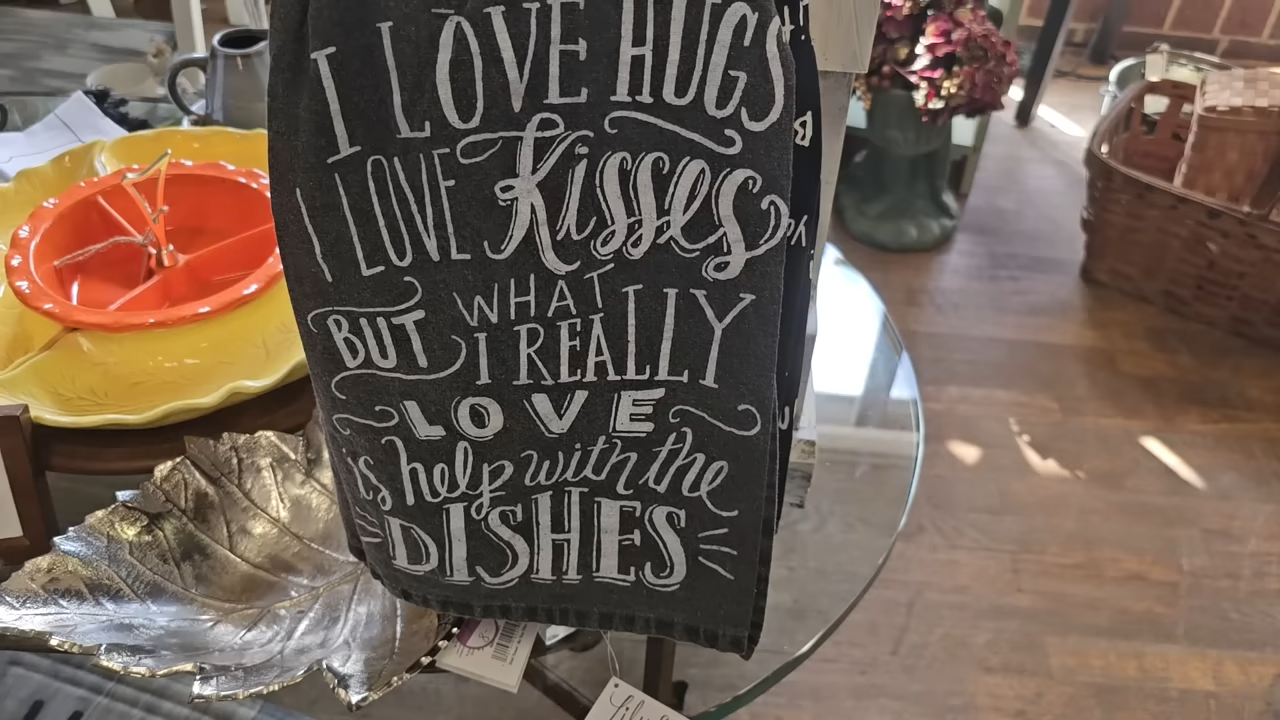 I LOVE HUGS
I LOVE Kisses
BUT WHAT
I REALLY
LOVE
is help with the
DISHES